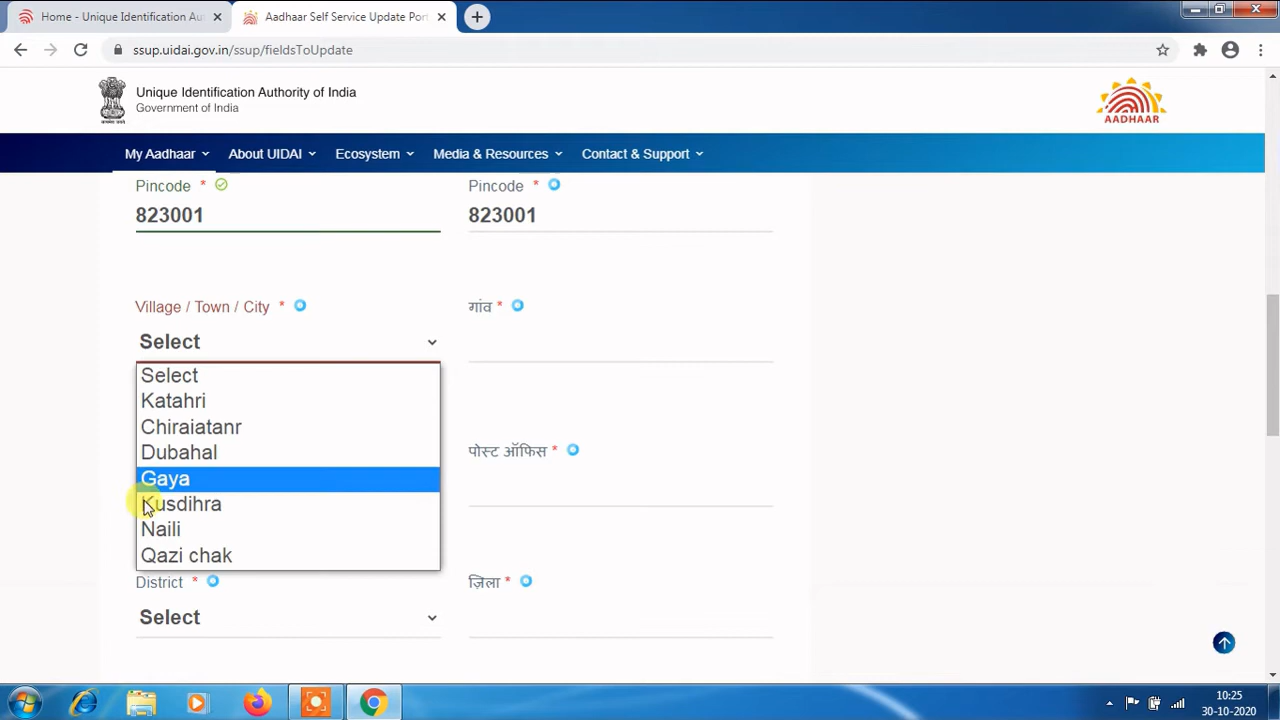 Home - Unique Identification Au
Aadhaar Self Service Update Port
ssup.uidai.gov.in/ssup/fieldsToUpdate
Unique Identification Authority of India
Government of India
AADHAAR
My Aadhaar
About UIDAI
Ecosystem
Media & Resources
Contact & Support
Pincode *
Pincode *
823001
823001
Village / Town / City *
गांव *
Select
Select
Katahri
Chiraiatanr
Dubahal
पोस्ट ऑफिस *
Gaya
Kusdihra
Naili
Qazi chak
District *
ज़िला *
Select
10:25
30-10-2020